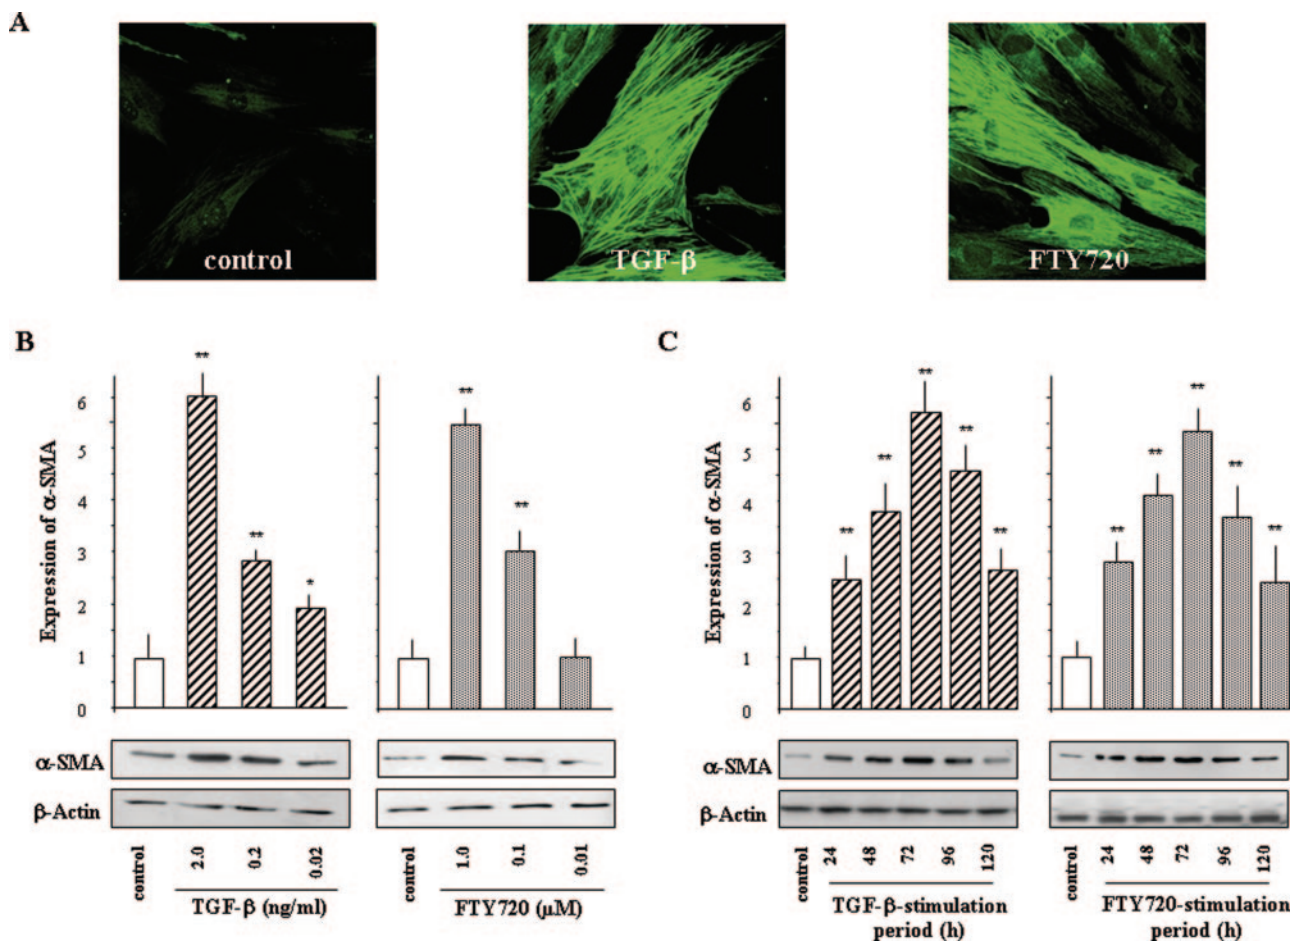 A
control
TGF-β
FTY720
B
Expression of α-SMA
6
5
4
3
2
1
0
**
**
*
**
**
α-SMA
β-Actin
control
2.0
0.2
0.02
TGF-β (ng/ml)
control
1.0
0.1
0.01
FTY720 (μM)
C
Expression of α-SMA
6
5
4
3
2
1
0
**
**
**
**
**
**
**
**
**
**
α-SMA
β-Actin
control
24
48
72
96
120
TGF-β-stimulation
period (h)
control
24
48
72
96
120
FTY720-stimulation
period (h)